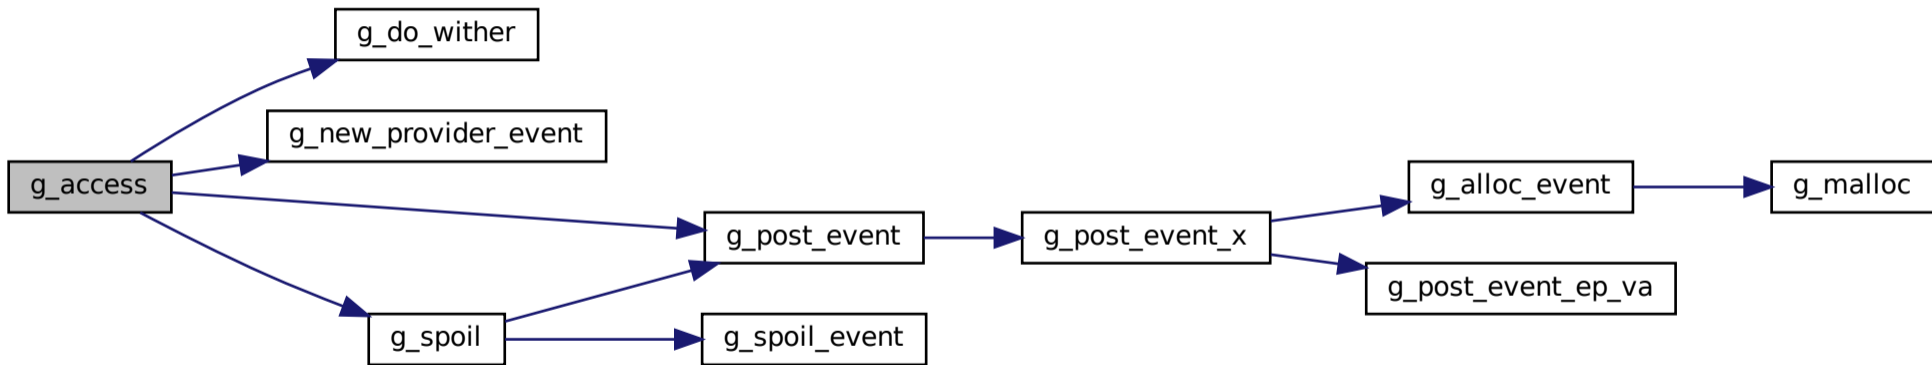 g_do_wither
g_new_provider_event
g_access
g_alloc_event
g_malloc
g_post_event
g_post_event_x
g_post_event_ep_va
g_spoil
g_spoil_event